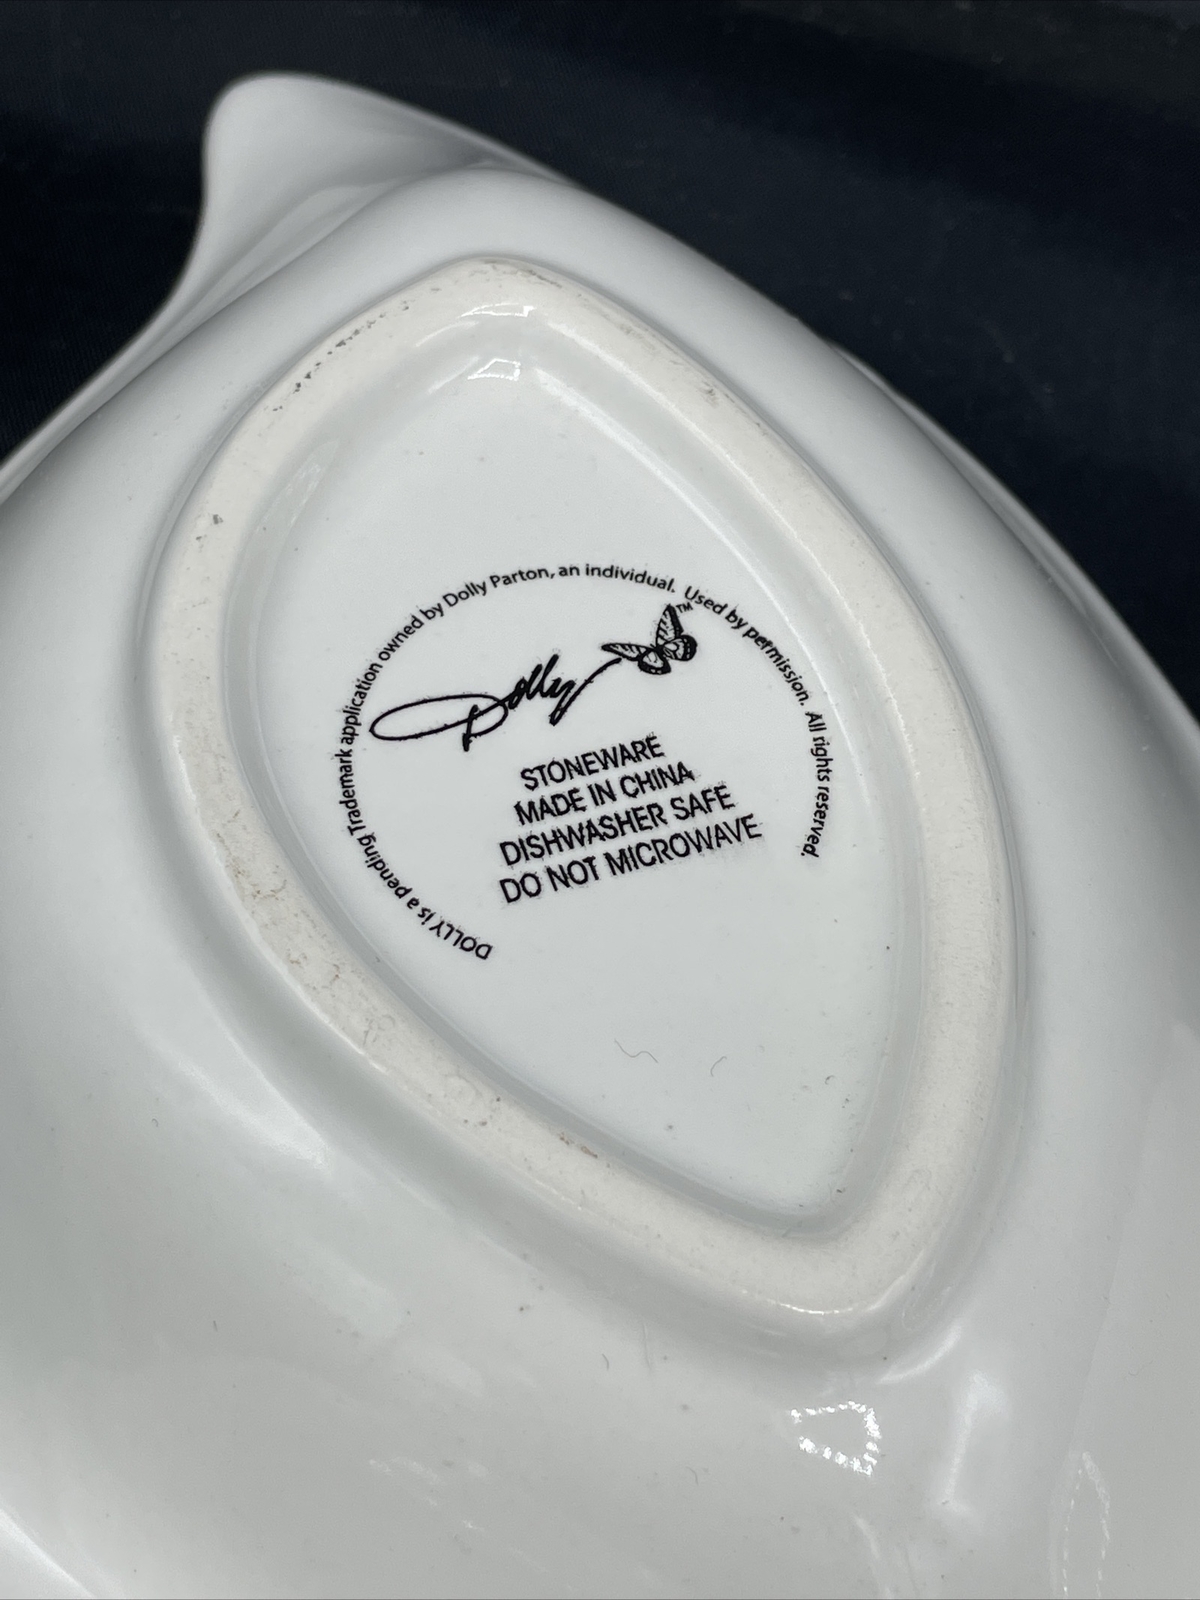 DOLLY is a pending Trademark application owned by Dolly Parton, an individual. Used by permission. All rights reserved.
Dolly TM
STONEWARE
MADE IN CHINA
DISHWASHER SAFE
DO NOT MICROWAVE